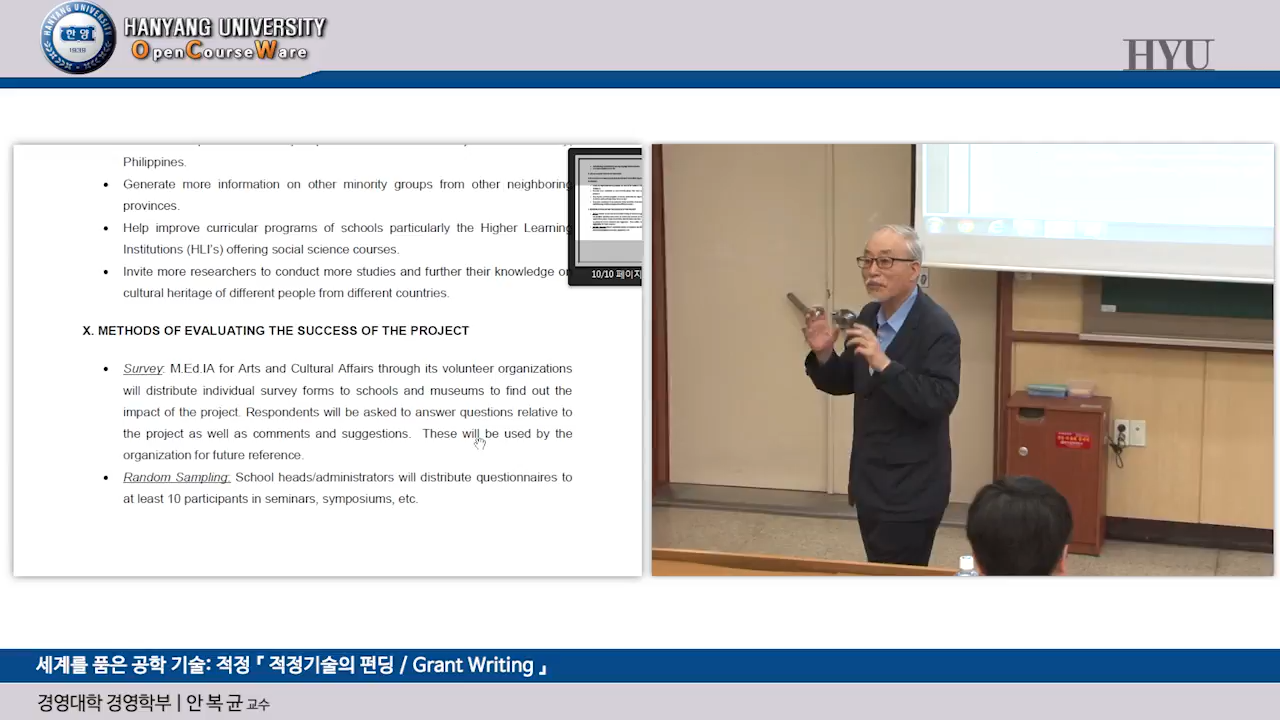 HANYANG UNIVERSITY
한양
1939
HANYANG UNIVERSITY
OpenCourseWare
HYU
Philippines.
• Generate more information on other minority groups from other neighboring
provinces.
• Help improve curricular programs of schools particularly the Higher Learning
Institutions (HLI's) offering social science courses.
• Invite more researchers to conduct more studies and further their knowledge on
cultural heritage of different people from different countries.
10/10 페이지
X. METHODS OF EVALUATING THE SUCCESS OF THE PROJECT
• Survey: M.Ed.IA for Arts and Cultural Affairs through its volunteer organizations
will distribute individual survey forms to schools and museums to find out the
impact of the project. Respondents will be asked to answer questions relative to
the project as well as comments and suggestions. These will be used by the
organization for future reference.
• Random Sampling: School heads/administrators will distribute questionnaires to
at least 10 participants in seminars, symposiums, etc.
세계를 품은 공학 기술: 적정 『 적정기술의 펀딩 / Grant Writing 』
경영대학 경영학부 | 안 복 균 교수